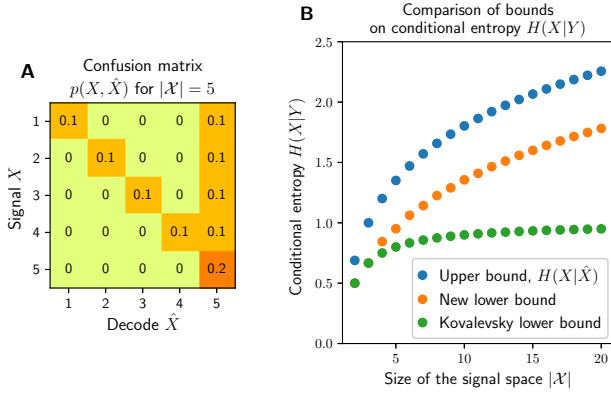 A
Confusion matrix
p(X, X̂) for |𝒳| = 5
Signal X
1 0.1 0 0 0 0.1
2 0 0.1 0 0 0.1
3 0 0 0.1 0 0.1
4 0 0 0 0.1 0.1
5 0 0 0 0 0.2
1 2 3 4 5
Decode X̂
B
Comparison of bounds
on conditional entropy H(X|Y)
Conditional entropy H(X|Y)
2.5
2.0
1.5
1.0
0.5
0.0
Upper bound, H(X|X̂)
New lower bound
Kovalevsky lower bound
5 10 15 20
Size of the signal space |𝒳|